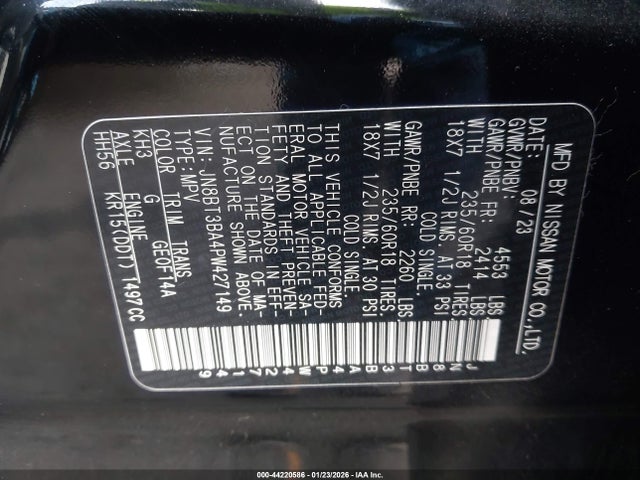 MFD BY NISSAN MOTOR CO.,LTD.
DATE: 08/23
GVWR/PNBV: 4553 LBS
GAWR/PNBE FR: 2414 LBS
WITH 235/60R18 TIRES
18X7 1/2J RIMS AT 33 PSI
COLD SINGLE.
GAWR/PNBE RR: 2260 LBS
WITH 235/60R18 TIRES
18X7 1/2J RIMS AT 30 PSI
COLD SINGLE.
THIS VEHICLE CONFORMS
TO ALL APPLICABLE FED-
ERAL MOTOR VEHICLE SA-
FETY AND THEFT PREVEN-
TION STANDARDS IN EFF-
ECT ON THE DATE OF MA-
NUFACTURE SHOWN ABOVE.
VIN: JN8BT3BA4PW427149
TYPE: MPV
COLOR TRIM TRANS
KH3 G GE0F14A
AXLE ENGINE
HH56 KR15(DDT) 1497CC
JN8BT3BA4PW427149
000-44220586 - 01/23/2026 - IAA Inc.